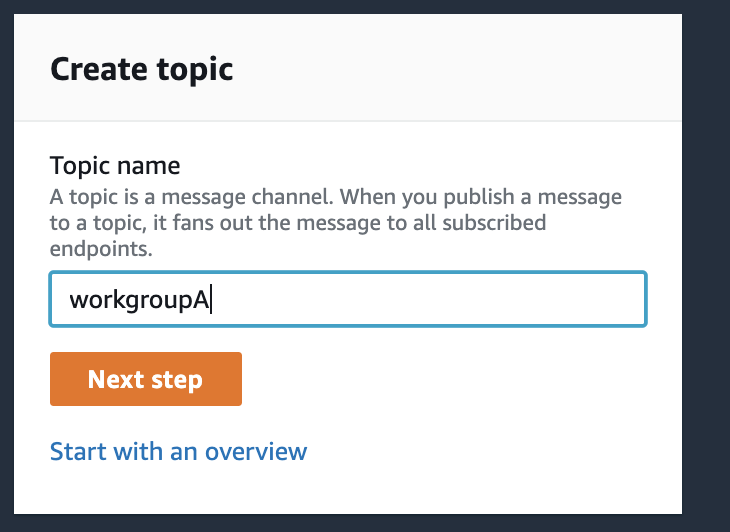 Create topic
Topic name
A topic is a message channel. When you publish a message
to a topic, it fans out the message to all subscribed
endpoints.
workgroupA
Next step
Start with an overview